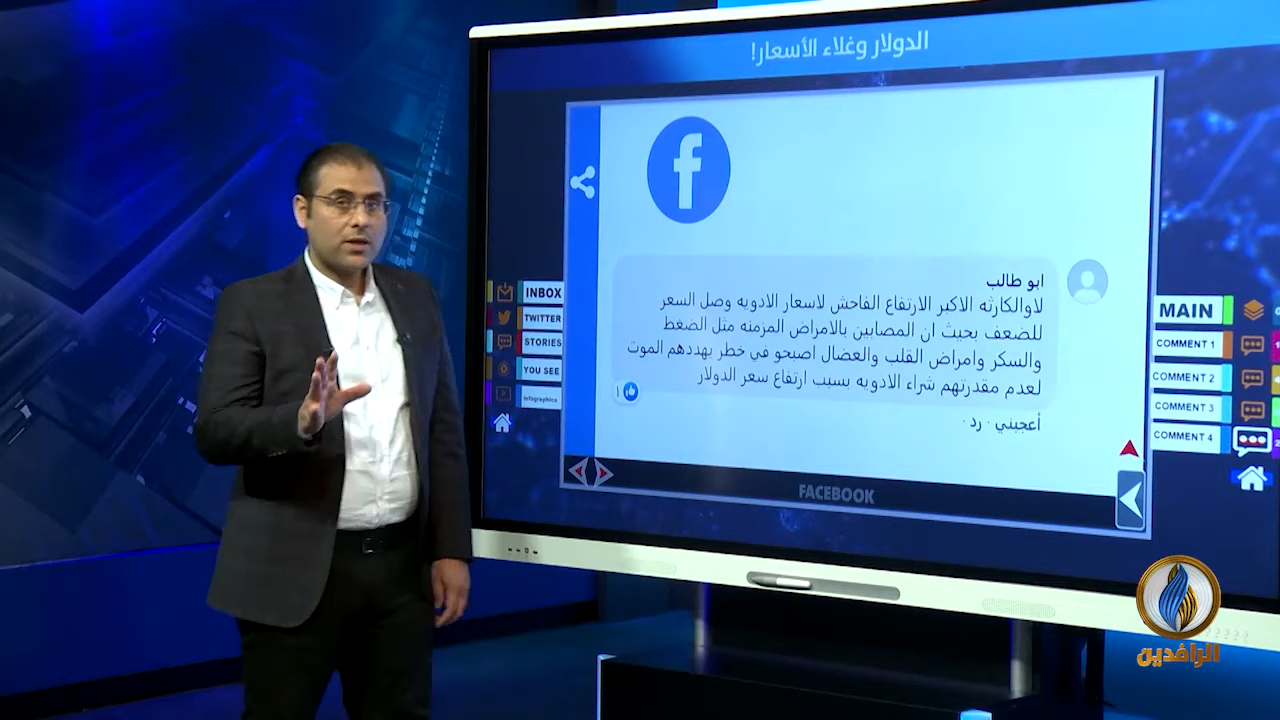 الدولار وغلاء الأسعار!
ابو طالب
لاوالكارثه الاكبر الارتفاع الفاحش لاسعار الادويه وصل السعر
للضعف بحيث ان المصابين بالامراض المزمنه مثل الضغط
والسكر وامراض القلب والعضال اصبحو في خطر يهددهم الموت
لعدم مقدرتهم شراء الادويه بسبب ارتفاع سعر الدولار
1
أعجبني · رد ·
FACEBOOK
INBOX
TWITTER
STORIES
YOU SEE
infographics
MAIN
COMMENT 1
COMMENT 2
COMMENT 3
COMMENT 4
الرافدين